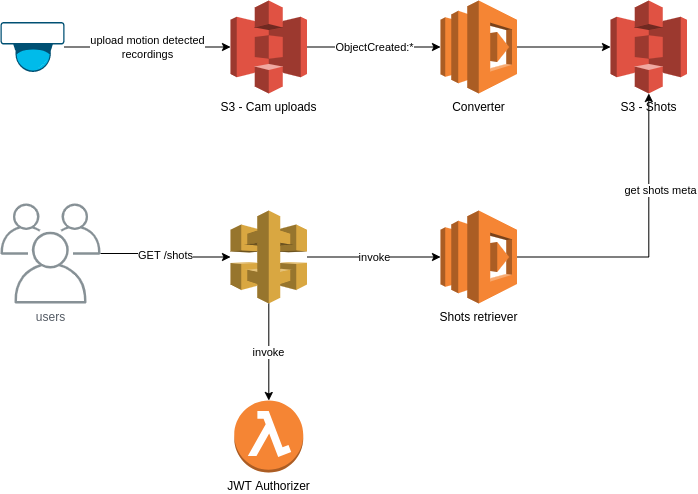 upload motion detected
recordings
ObjectCreated:*
S3 - Cam uploads
Converter
S3 - Shots
get shots meta
GET /shots
invoke
users
Shots retriever
invoke
JWT Authorizer